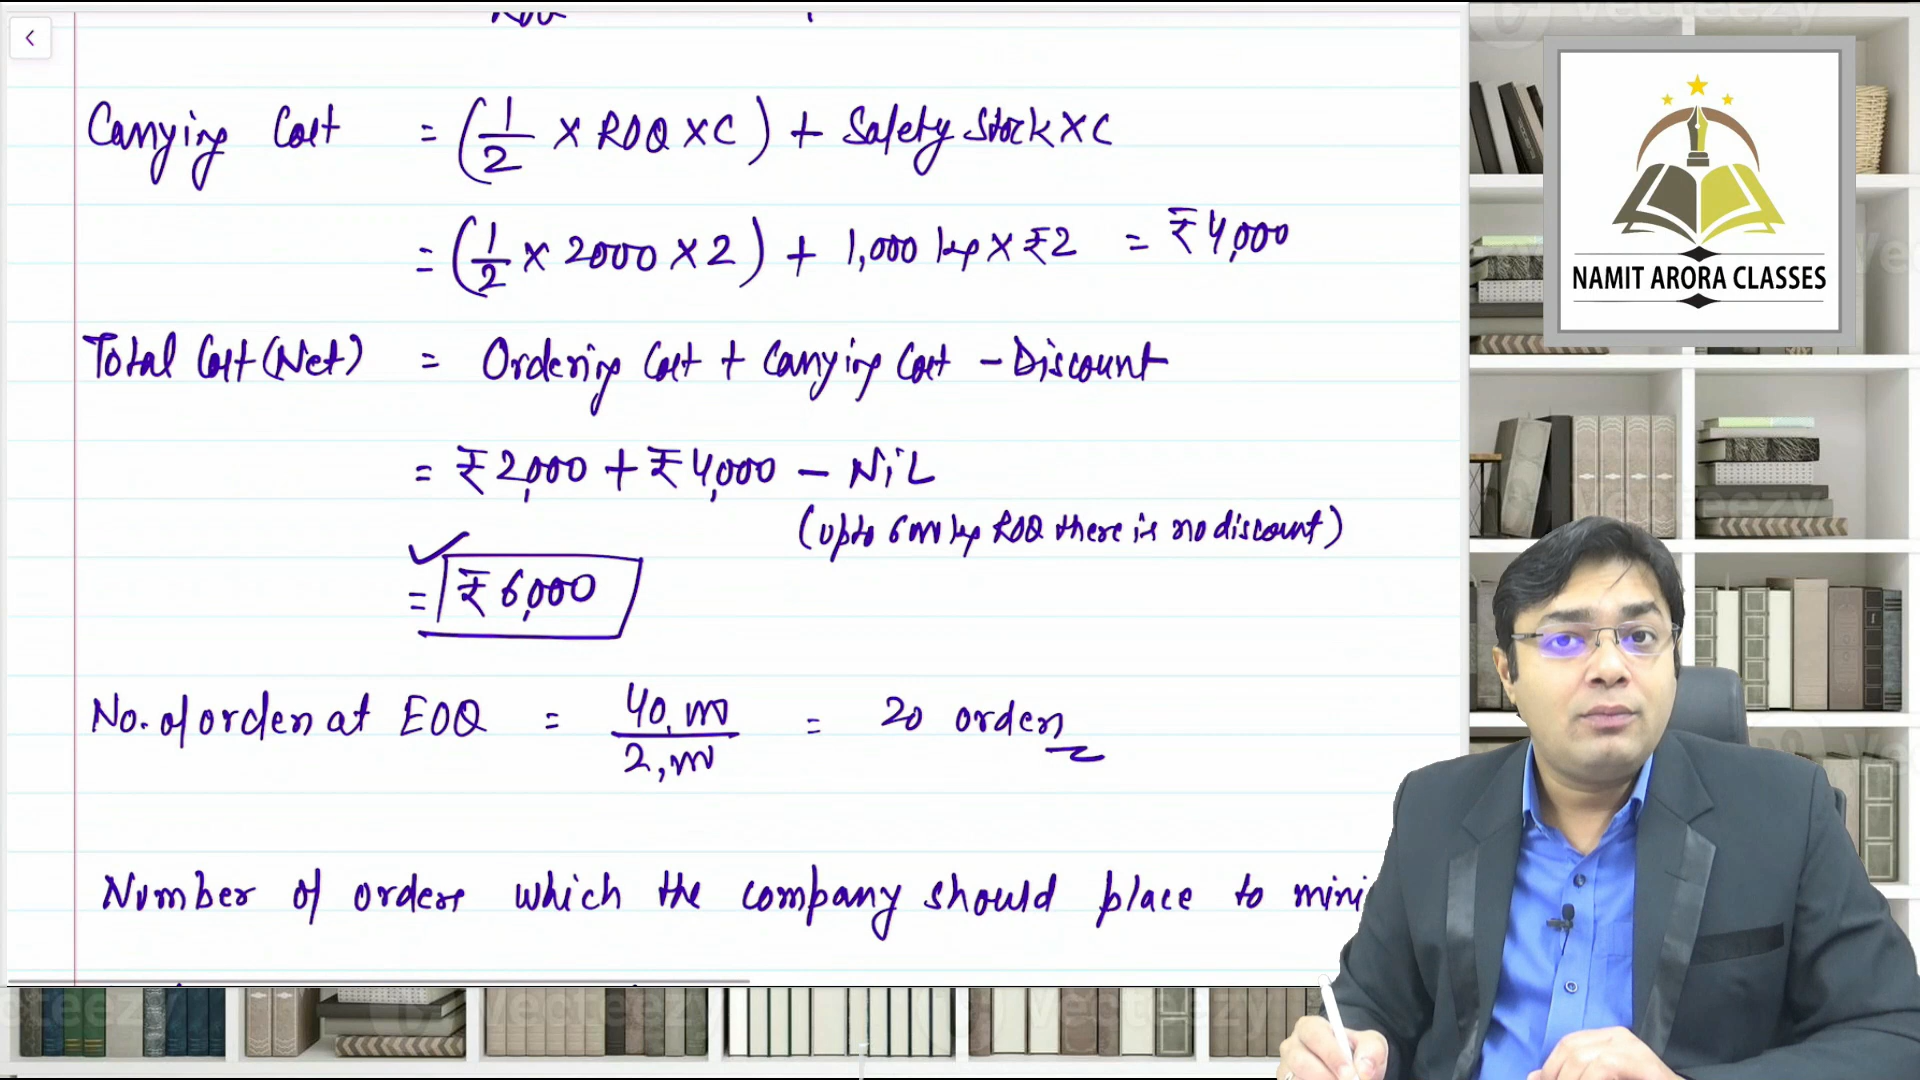 Carrying Cost = (1/2 × ROQ × C) + Safety Stock × C
= (1/2 × 2000 × 2) + 1,000 kg × ₹2 = ₹4,000
Total Cost (Net) = Ordering Cost + Carrying Cost - Discount
= ₹2,000 + ₹4,000 - NiL
(upto 6000 kg ROQ there is no discount)
= ₹6,000
No. of orders at EOQ = 40,000/2,000 = 20 orders
Number of orders which the company should place to mini
NAMIT ARORA CLASSES